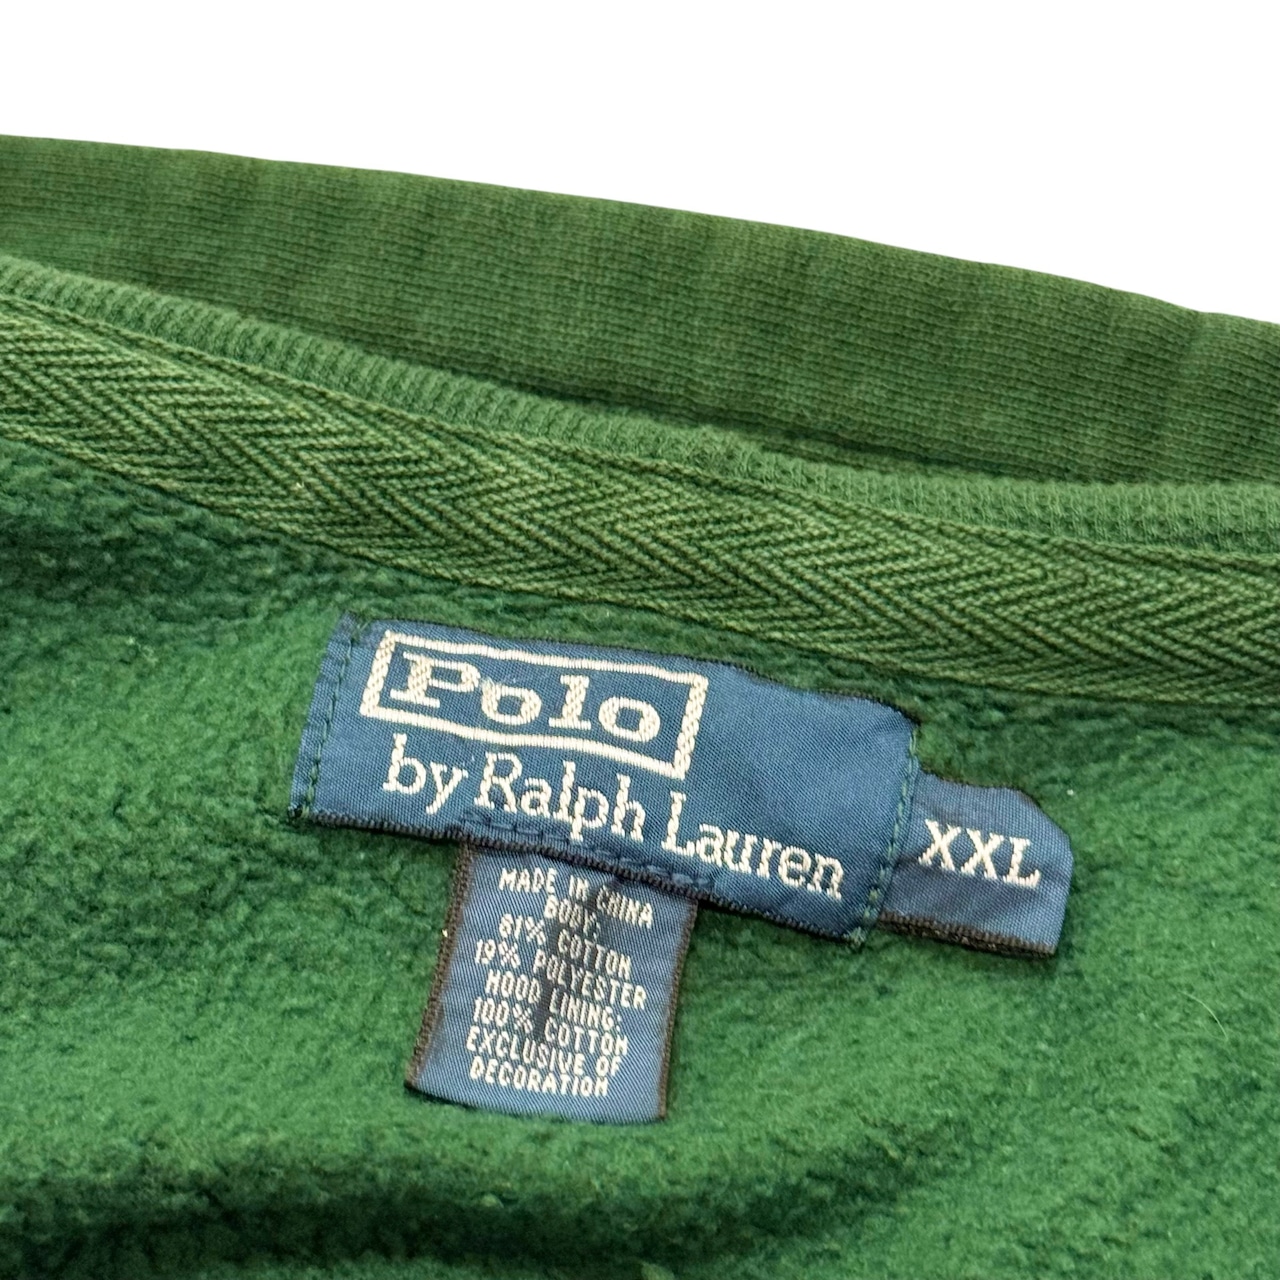 Polo
by Ralph Lauren
XXL
MADE IN CHINA
BODY:
81% COTTON
19% POLYESTER
HOOD LINING:
100% COTTON
EXCLUSIVE OF
DECORATION